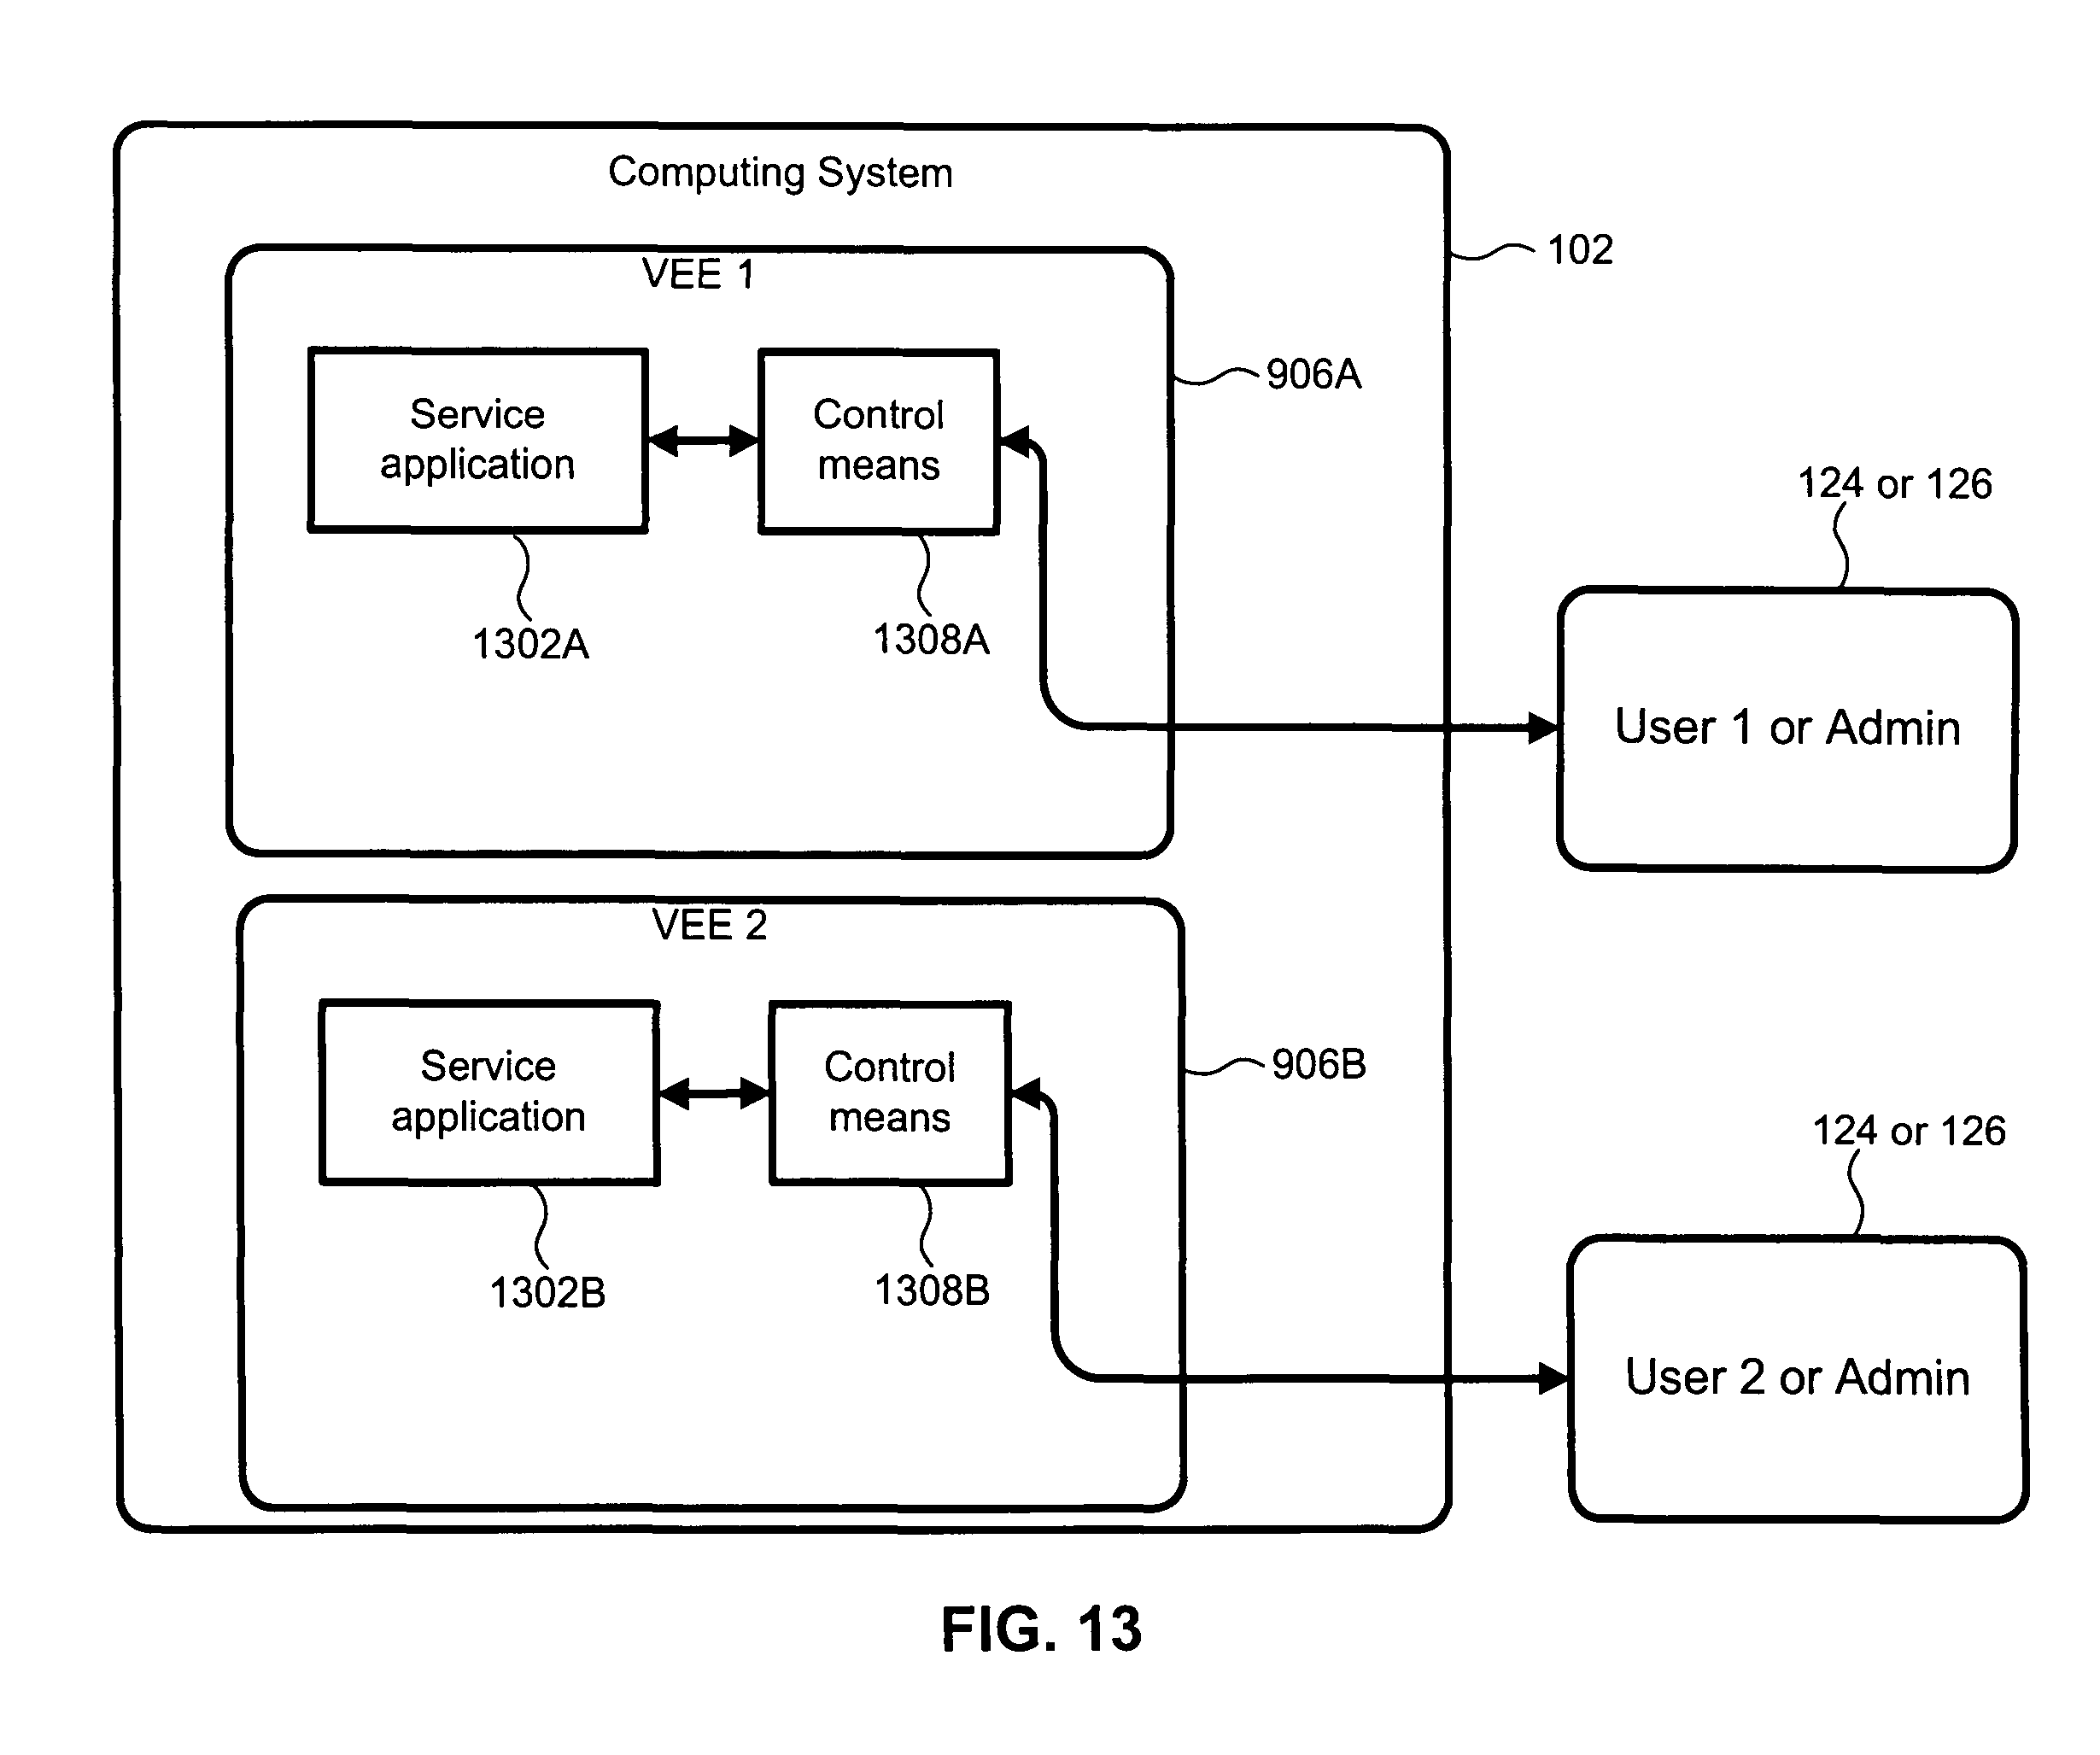 Computing System
102
VEE 1
906A
Service
application
Control
means
1302A
1308A
124 or 126
User 1 or Admin
VEE 2
906B
Service
application
Control
means
1302B
1308B
124 or 126
User 2 or Admin
FIG. 13